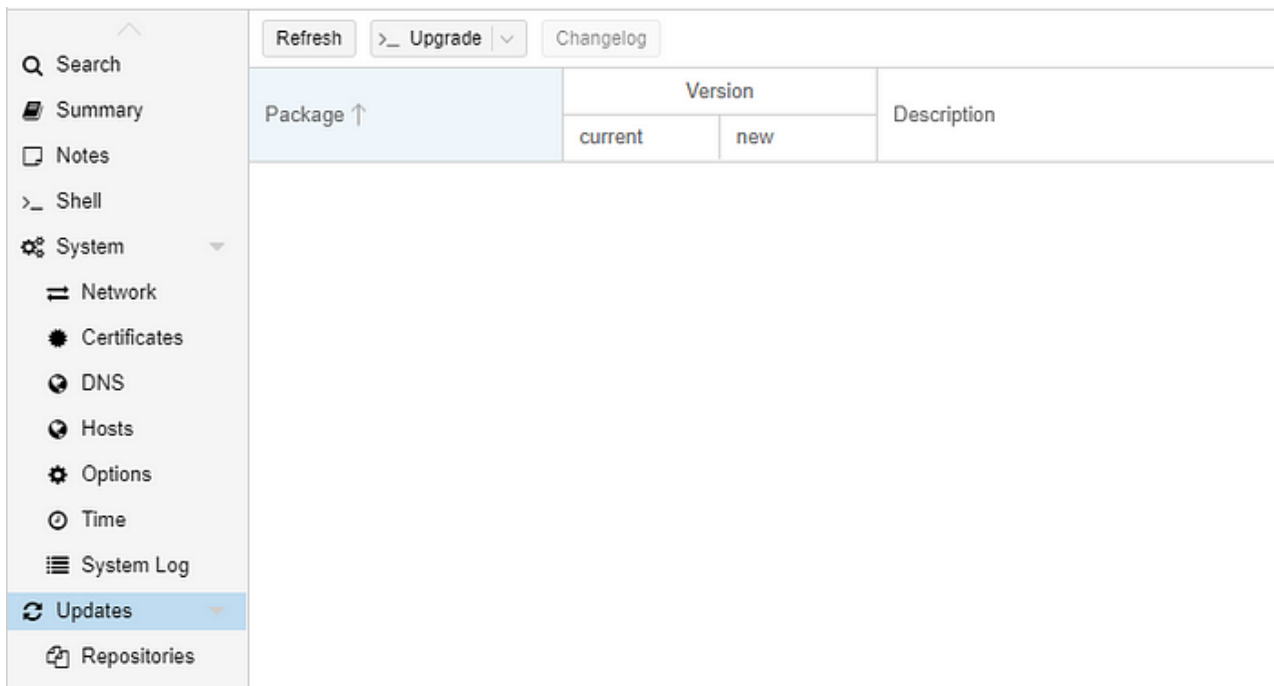 Search
Summary
Notes
Shell
System
Network
Certificates
DNS
Hosts
Options
Time
System Log
Updates
Repositories
Refresh >_ Upgrade Changelog
Package ↑ Version Description
current new